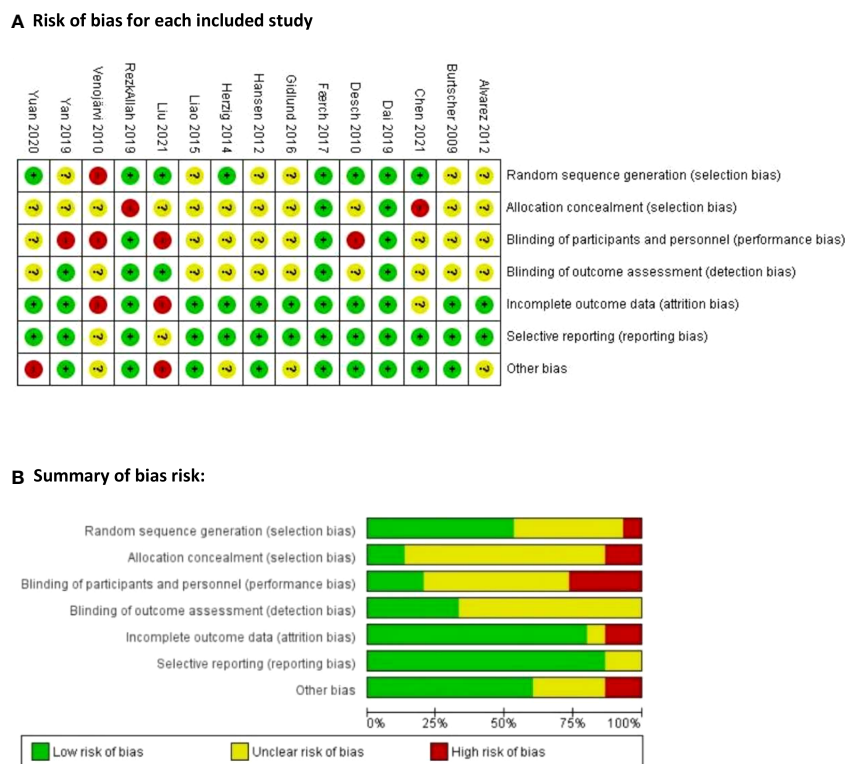 A Risk of bias for each included study
Yuan 2020
Yan 2019
Venojärvi 2010
RezkAllah 2019
Liu 2021
Liao 2015
Herzig 2014
Hansen 2012
Gidlund 2016
Færch 2017
Desch 2010
Dai 2019
Chen 2021
Burtscher 2009
Alvarez 2012
+ ? - + + ? + ? ? + + + + ? ? Random sequence generation (selection bias)
? ? ? - ? ? ? ? ? + ? + - ? ? Allocation concealment (selection bias)
? - - + - ? ? ? ? + - + ? ? ? Blinding of participants and personnel (performance bias)
? + ? + + ? ? ? ? + ? + ? ? ? Blinding of outcome assessment (detection bias)
+ + - + - + + + + + + + ? + + Incomplete outcome data (attrition bias)
+ + ? + ? + + + + + + + + + + Selective reporting (reporting bias)
- + ? + - + ? + ? + + + + + ? Other bias
B Summary of bias risk:
Random sequence generation (selection bias)
Allocation concealment (selection bias)
Blinding of participants and personnel (performance bias)
Blinding of outcome assessment (detection bias)
Incomplete outcome data (attrition bias)
Selective reporting (reporting bias)
Other bias
0% 25% 50% 75% 100%
Low risk of bias Unclear risk of bias High risk of bias